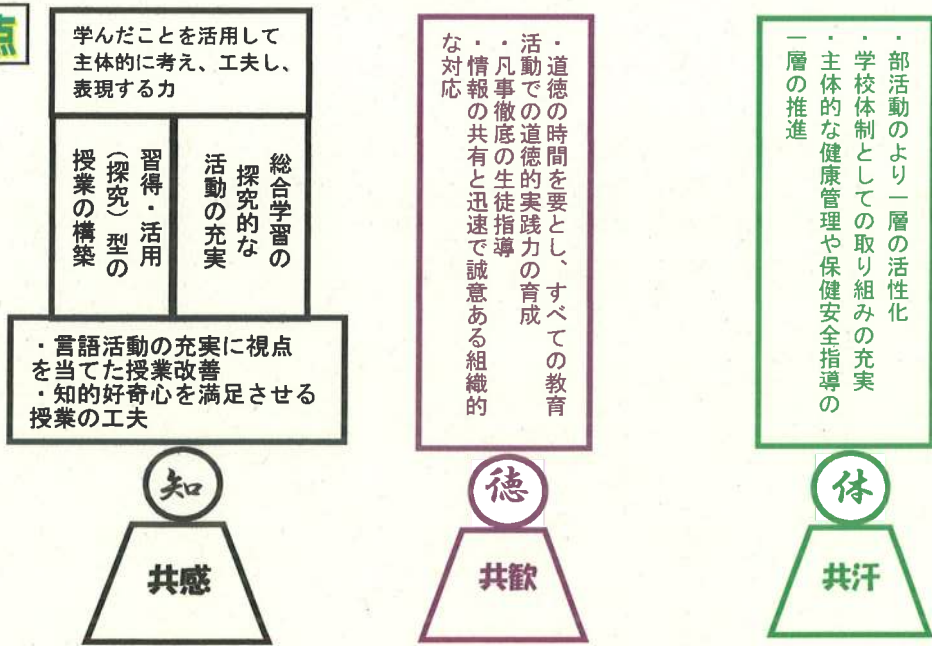 点
学んだことを活用して
主体的に考え、工夫し、
表現する力
総合学習の
探究的な
活動の充実
習得・活用
（探究）型の
授業の構築
・言語活動の充実に視点
を当てた授業改善
・知的好奇心を満足させる
授業の工夫
知
共感
・道徳の時間を要とし、すべての教育
活動での道徳的実践力の育成
・凡事徹底の生徒指導
・情報の共有と迅速で誠意ある組織的
な対応
徳
共歓
・部活動のより一層の活性化
・学校体制としての取り組みの充実
・主体的な健康管理や保健安全指導の
一層の推進
体
共汗